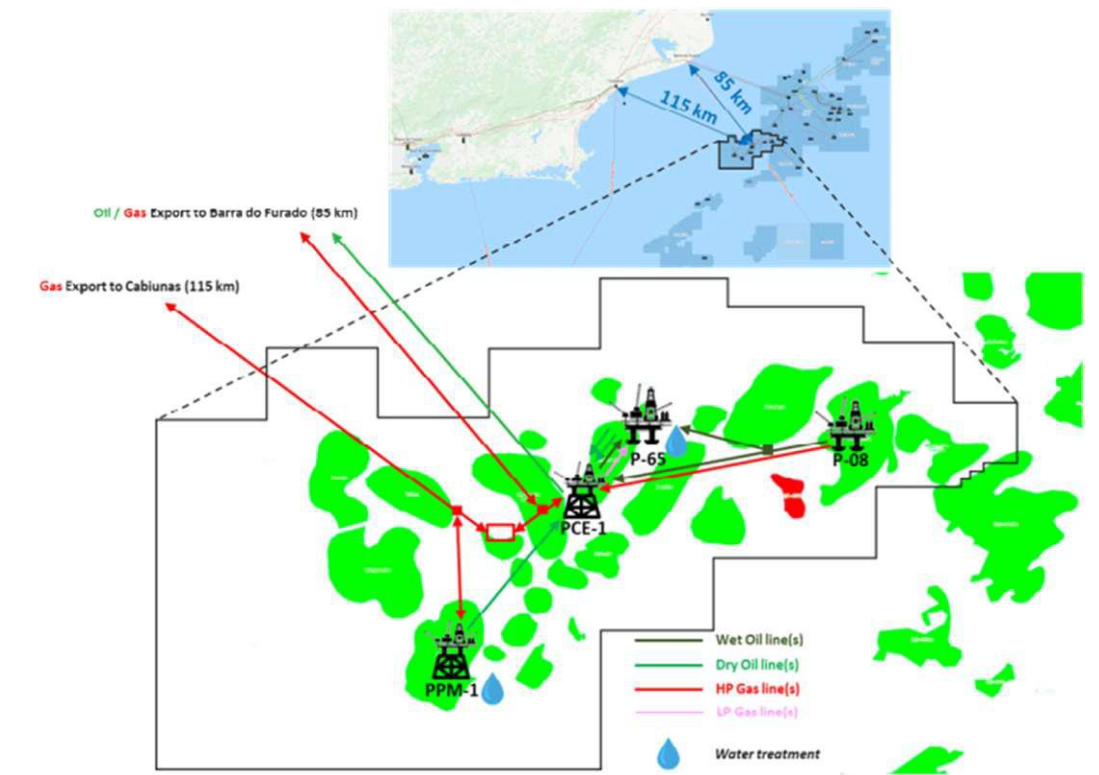 115 km
85 km
Oil / Gas Export to Barra do Furado (85 km)
Gas Export to Cabiunas (115 km)
P-65
P-08
PCE-1
PPM-1
Wet Oil line(s)
Dry Oil line(s)
HP Gas line(s)
LP Gas line(s)
Water treatment